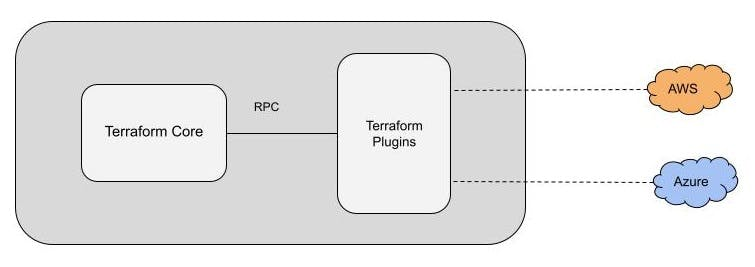 Terraform Core
RPC
Terraform
Plugins
AWS
Azure